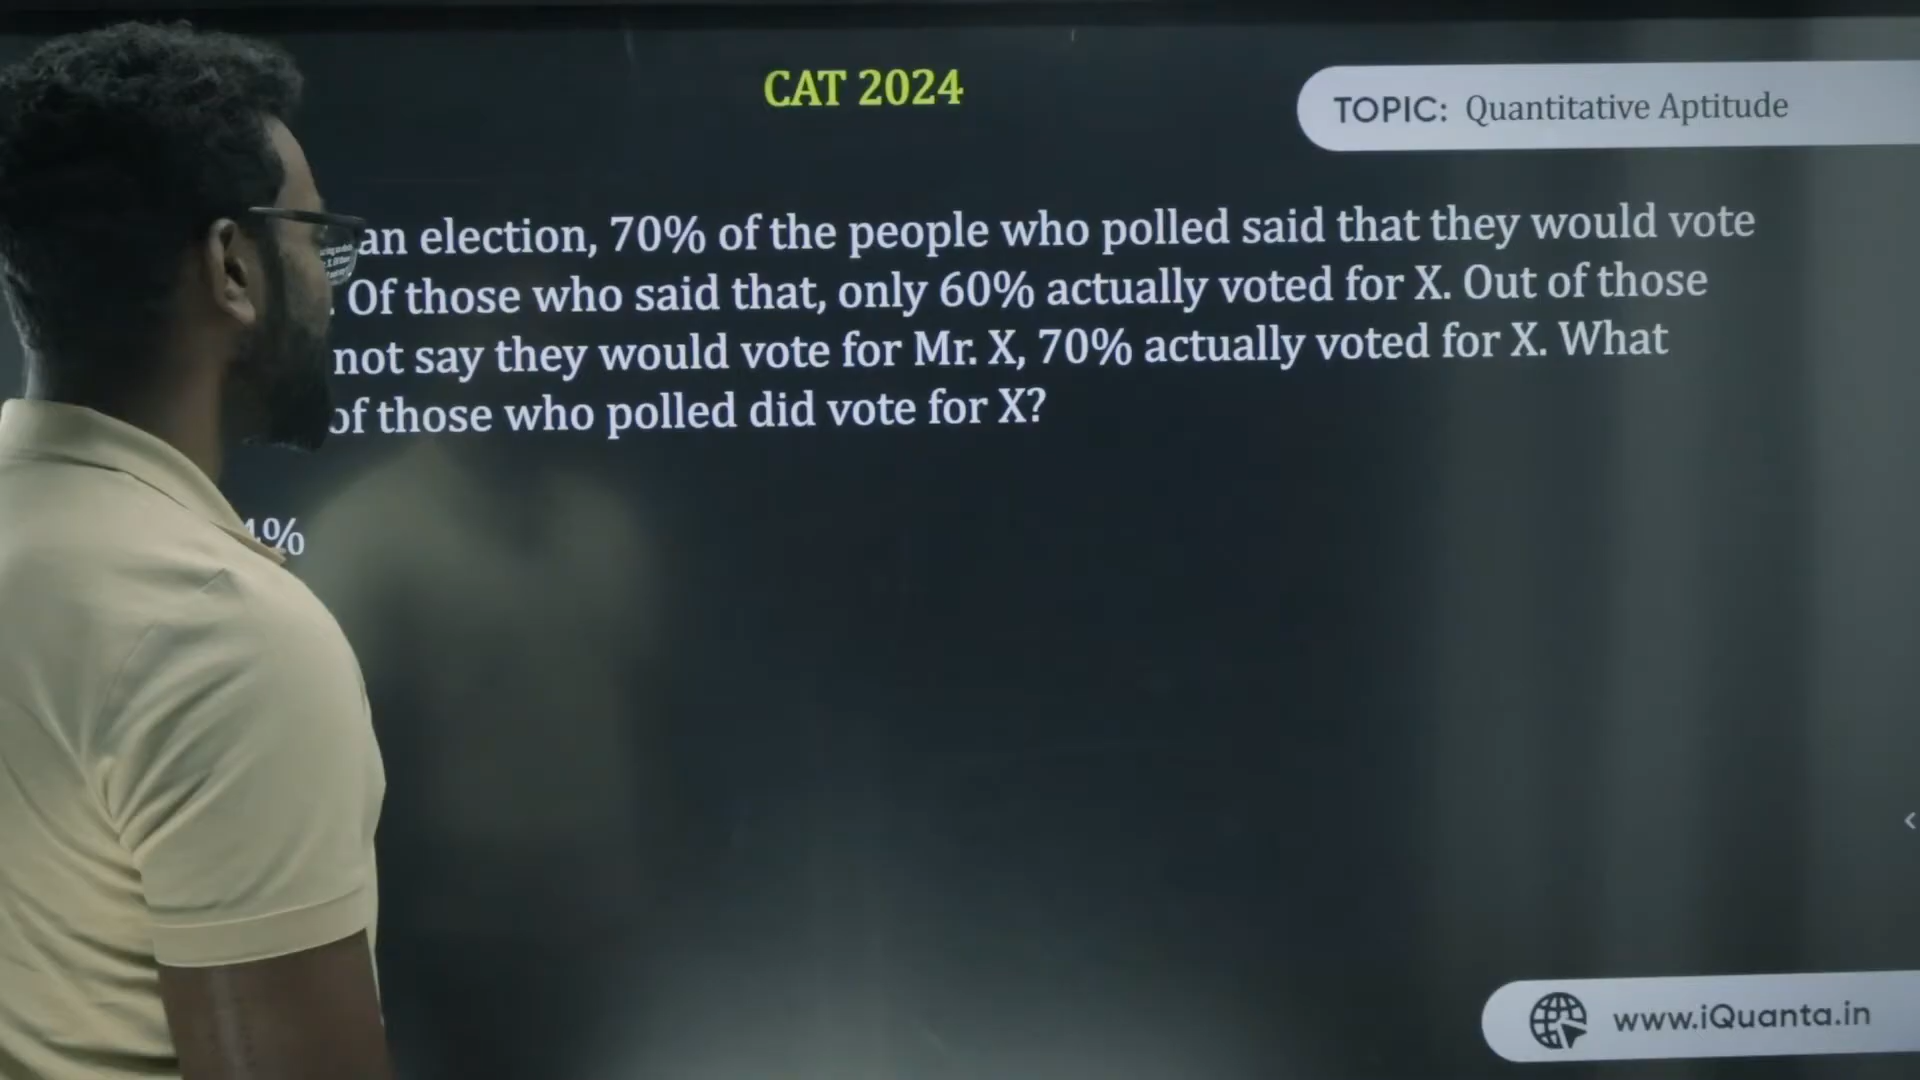 CAT 2024
TOPIC: Quantitative Aptitude
an election, 70% of the people who polled said that they would vote
. Of those who said that, only 60% actually voted for X. Out of those
not say they would vote for Mr. X, 70% actually voted for X. What
of those who polled did vote for X?
4%
www.iQuanta.in